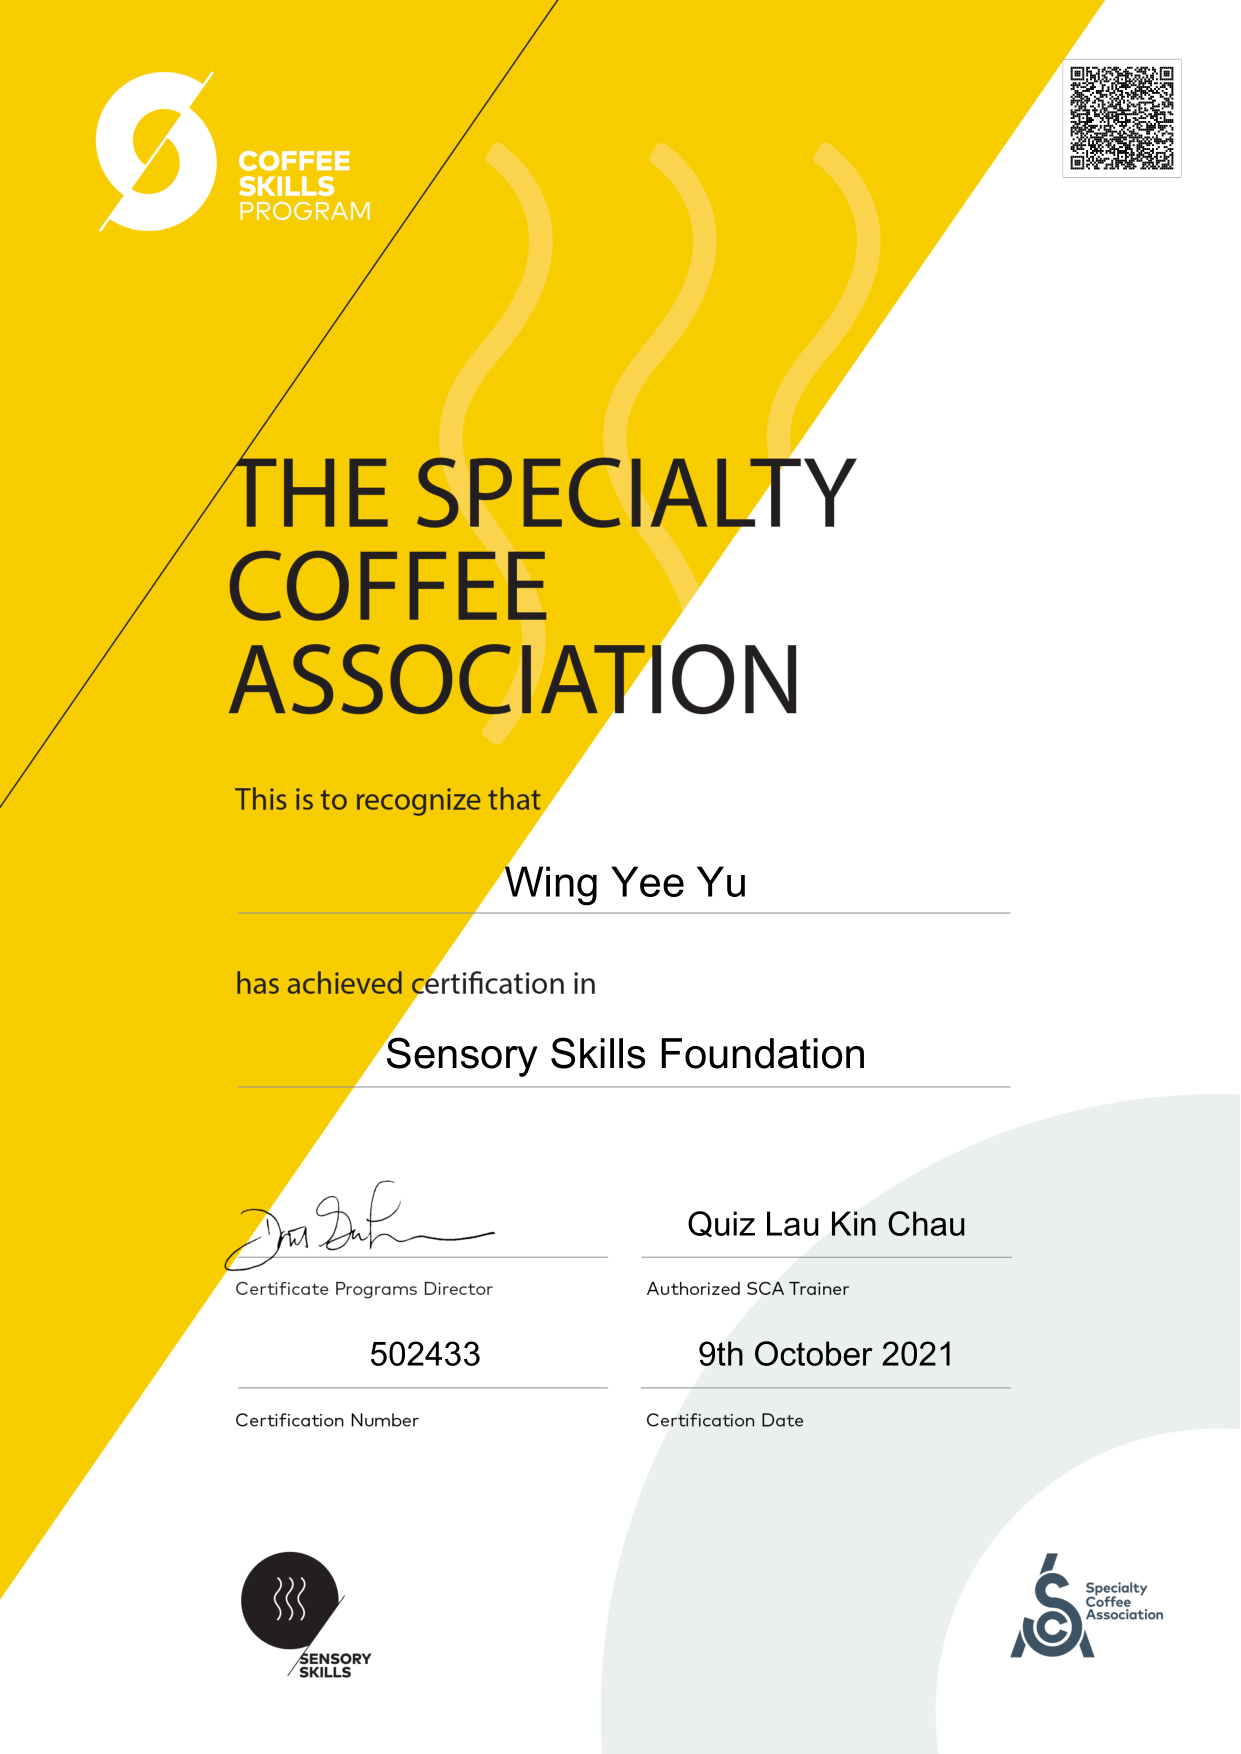 COFFEE
SKILLS
PROGRAM
THE SPECIALTY
COFFEE
ASSOCIATION
This is to recognize that
Wing Yee Yu
has achieved certification in
Sensory Skills Foundation
Quiz Lau Kin Chau
Certificate Programs Director
Authorized SCA Trainer
502433
9th October 2021
Certification Number
Certification Date
SENSORY
SKILLS
SCA
Specialty
Coffee
Association